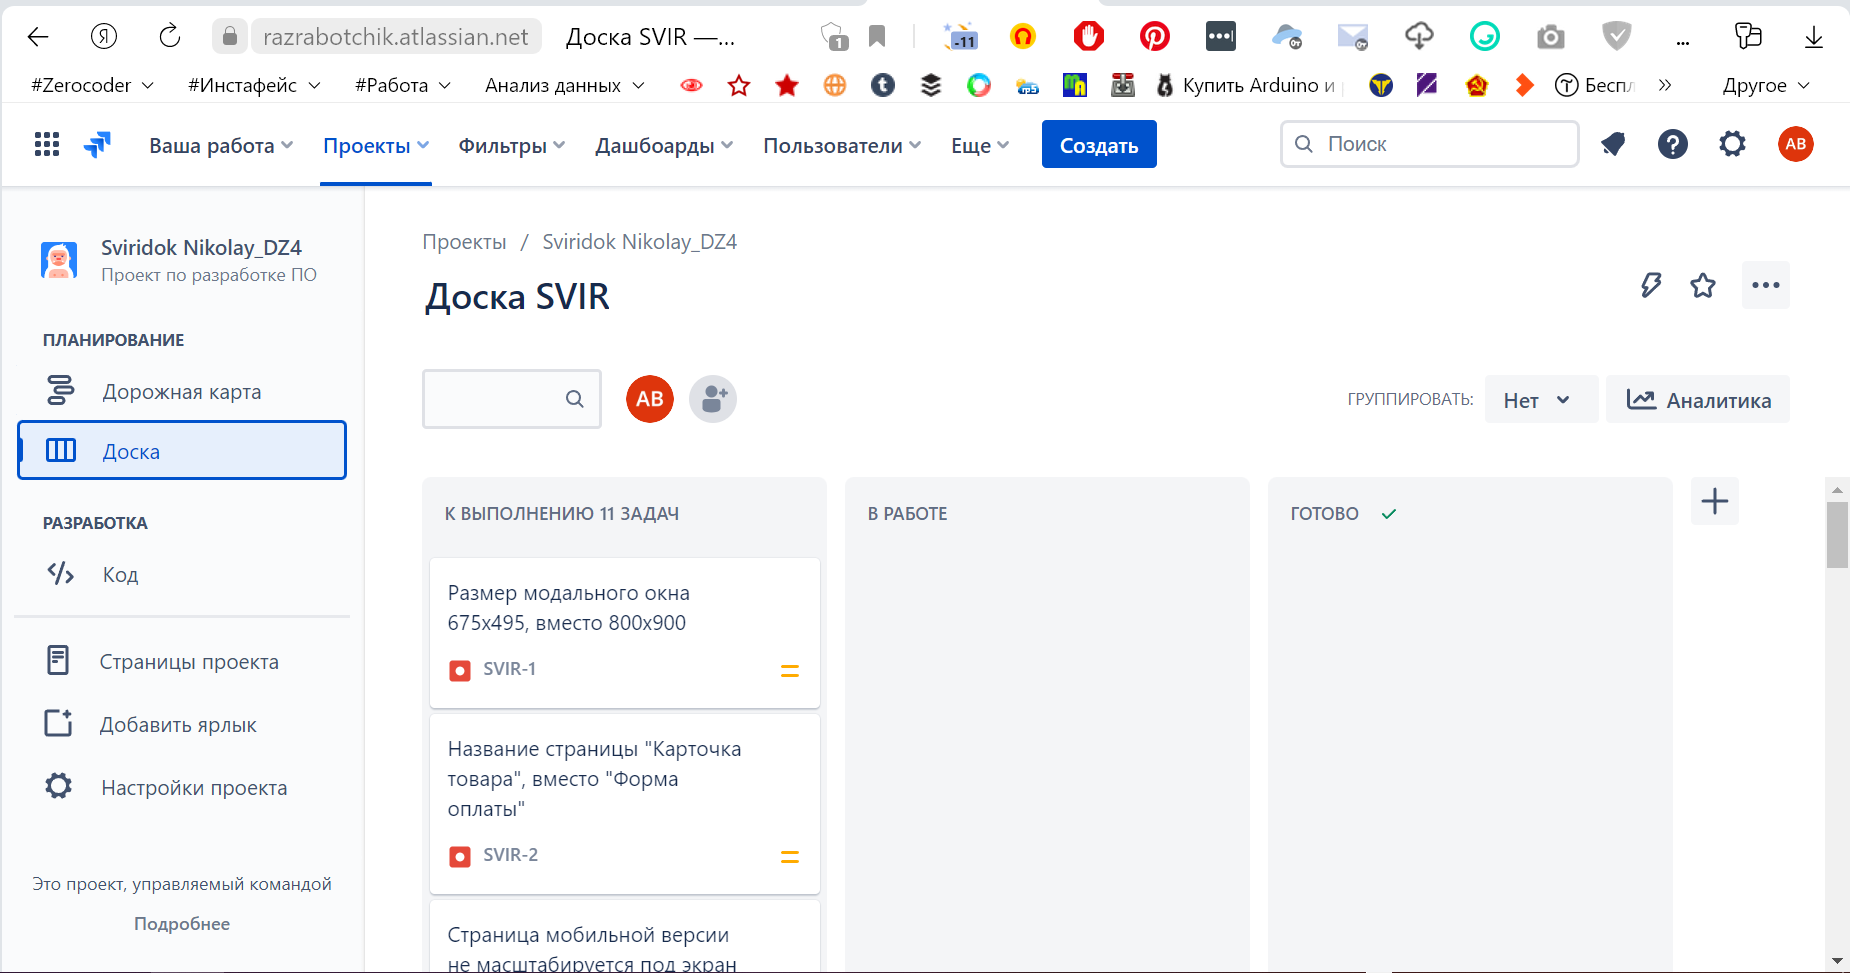 Я
razrabotchik.atlassian.net
Доска SVIR —...
1
-11
...
#Zerocoder
#Инстафейс
#Работа
Анализ данных
Купить Arduino и
Беспл
»
Другое
Ваша работа
Проекты
Фильтры
Дашбоарды
Пользователи
Еще
Создать
Поиск
AB
Sviridok Nikolay_DZ4
Проект по разработке ПО
ПЛАНИРОВАНИЕ
Дорожная карта
Доска
РАЗРАБОТКА
Код
Страницы проекта
Добавить ярлык
Настройки проекта
Это проект, управляемый командой
Подробнее
Проекты / Sviridok Nikolay_DZ4
Доска SVIR
AB
ГРУППИРОВАТЬ:
Нет
Аналитика
К ВЫПОЛНЕНИЮ 11 ЗАДАЧ
В РАБОТЕ
ГОТОВО
Размер модального окна
675x495, вместо 800x900
SVIR-1
Название страницы "Карточка
товара", вместо "Форма
оплаты"
SVIR-2
Страница мобильной версии
не масштабируется под экран